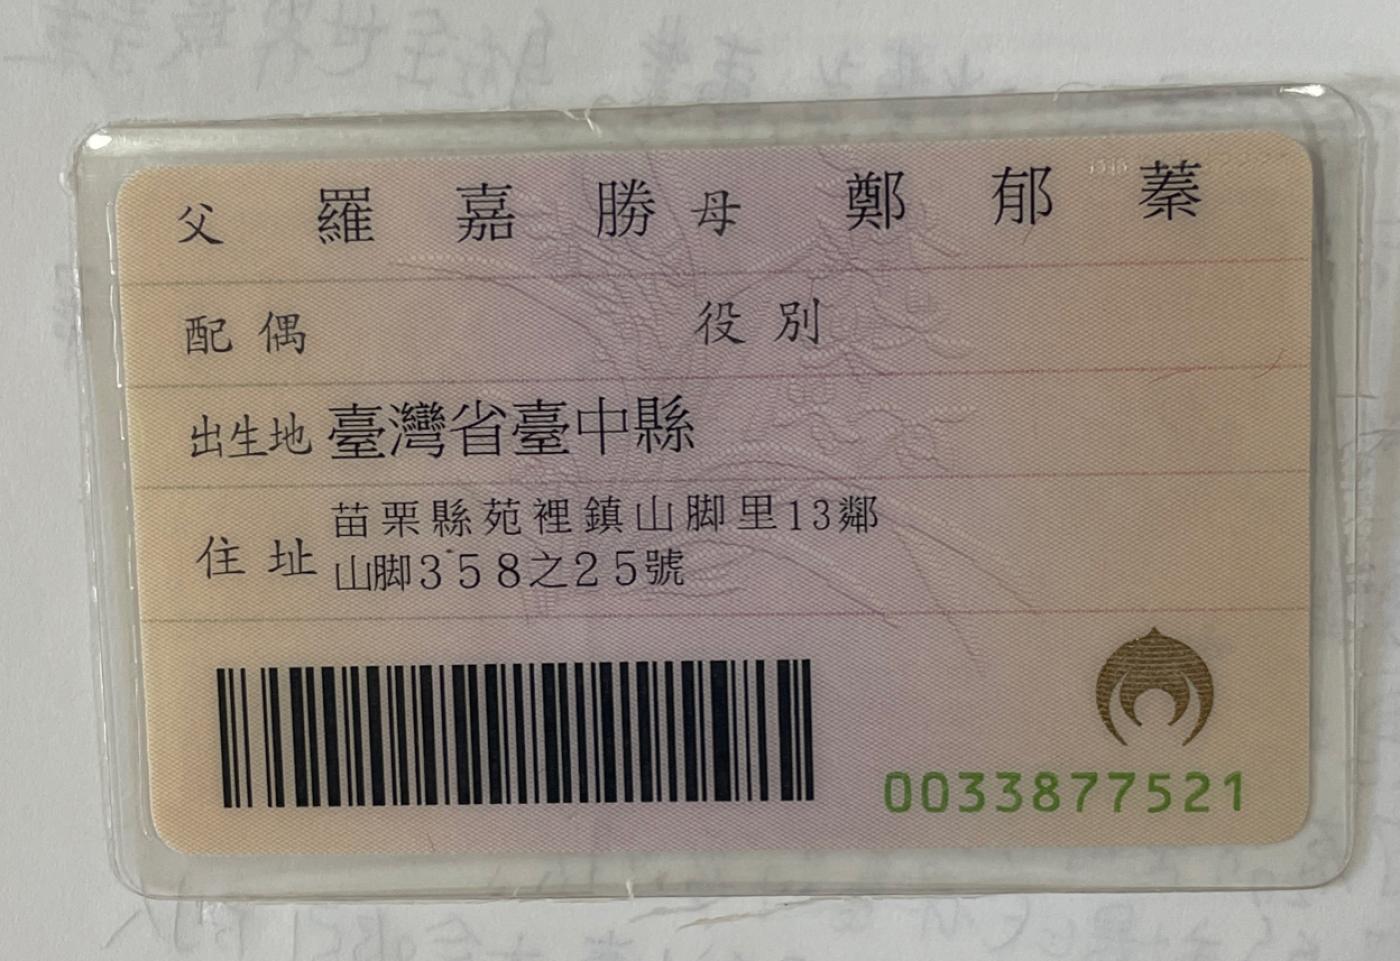 父 羅嘉勝 母 鄭郁蓁
配偶 役別
出生地 臺灣省臺中縣
住址 苗栗縣苑裡鎮山脚里13鄰
山脚358之25號
0033877521